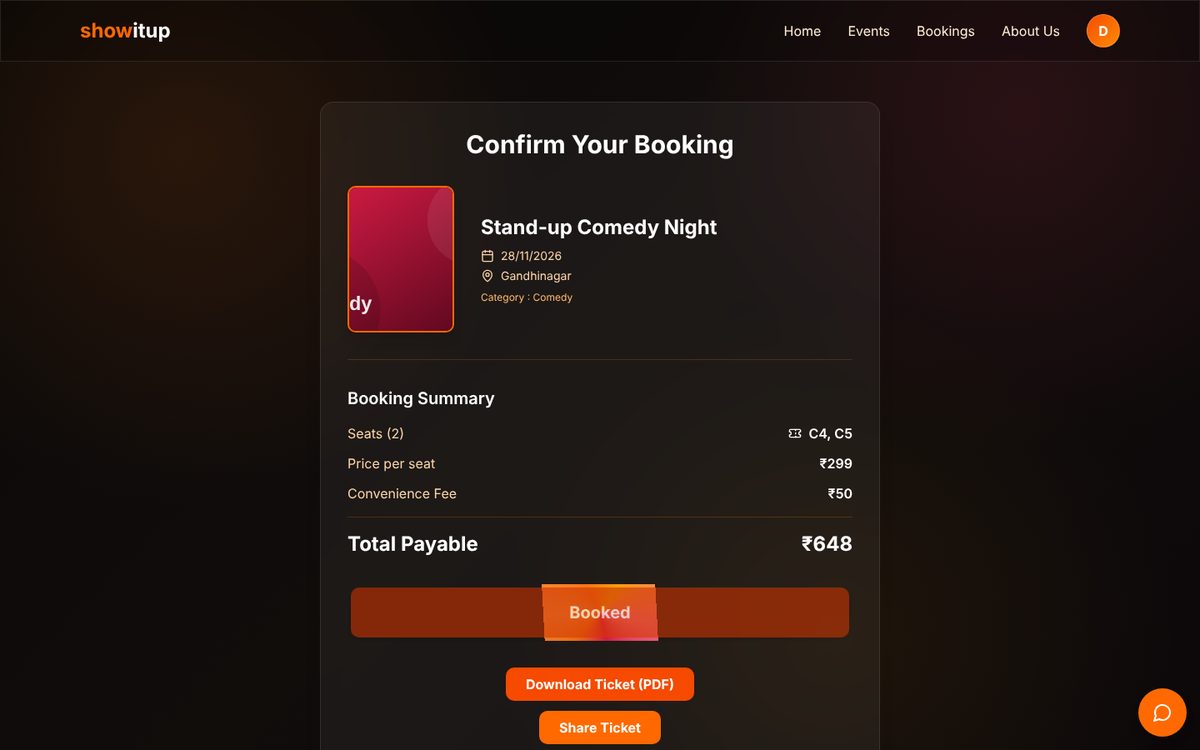 showitup
Home Events Bookings About Us D
Confirm Your Booking
dy
Stand-up Comedy Night
28/11/2026
Gandhinagar
Category : Comedy
Booking Summary
Seats (2) C4, C5
Price per seat ₹299
Convenience Fee ₹50
Total Payable ₹648
Booked
Download Ticket (PDF)
Share Ticket